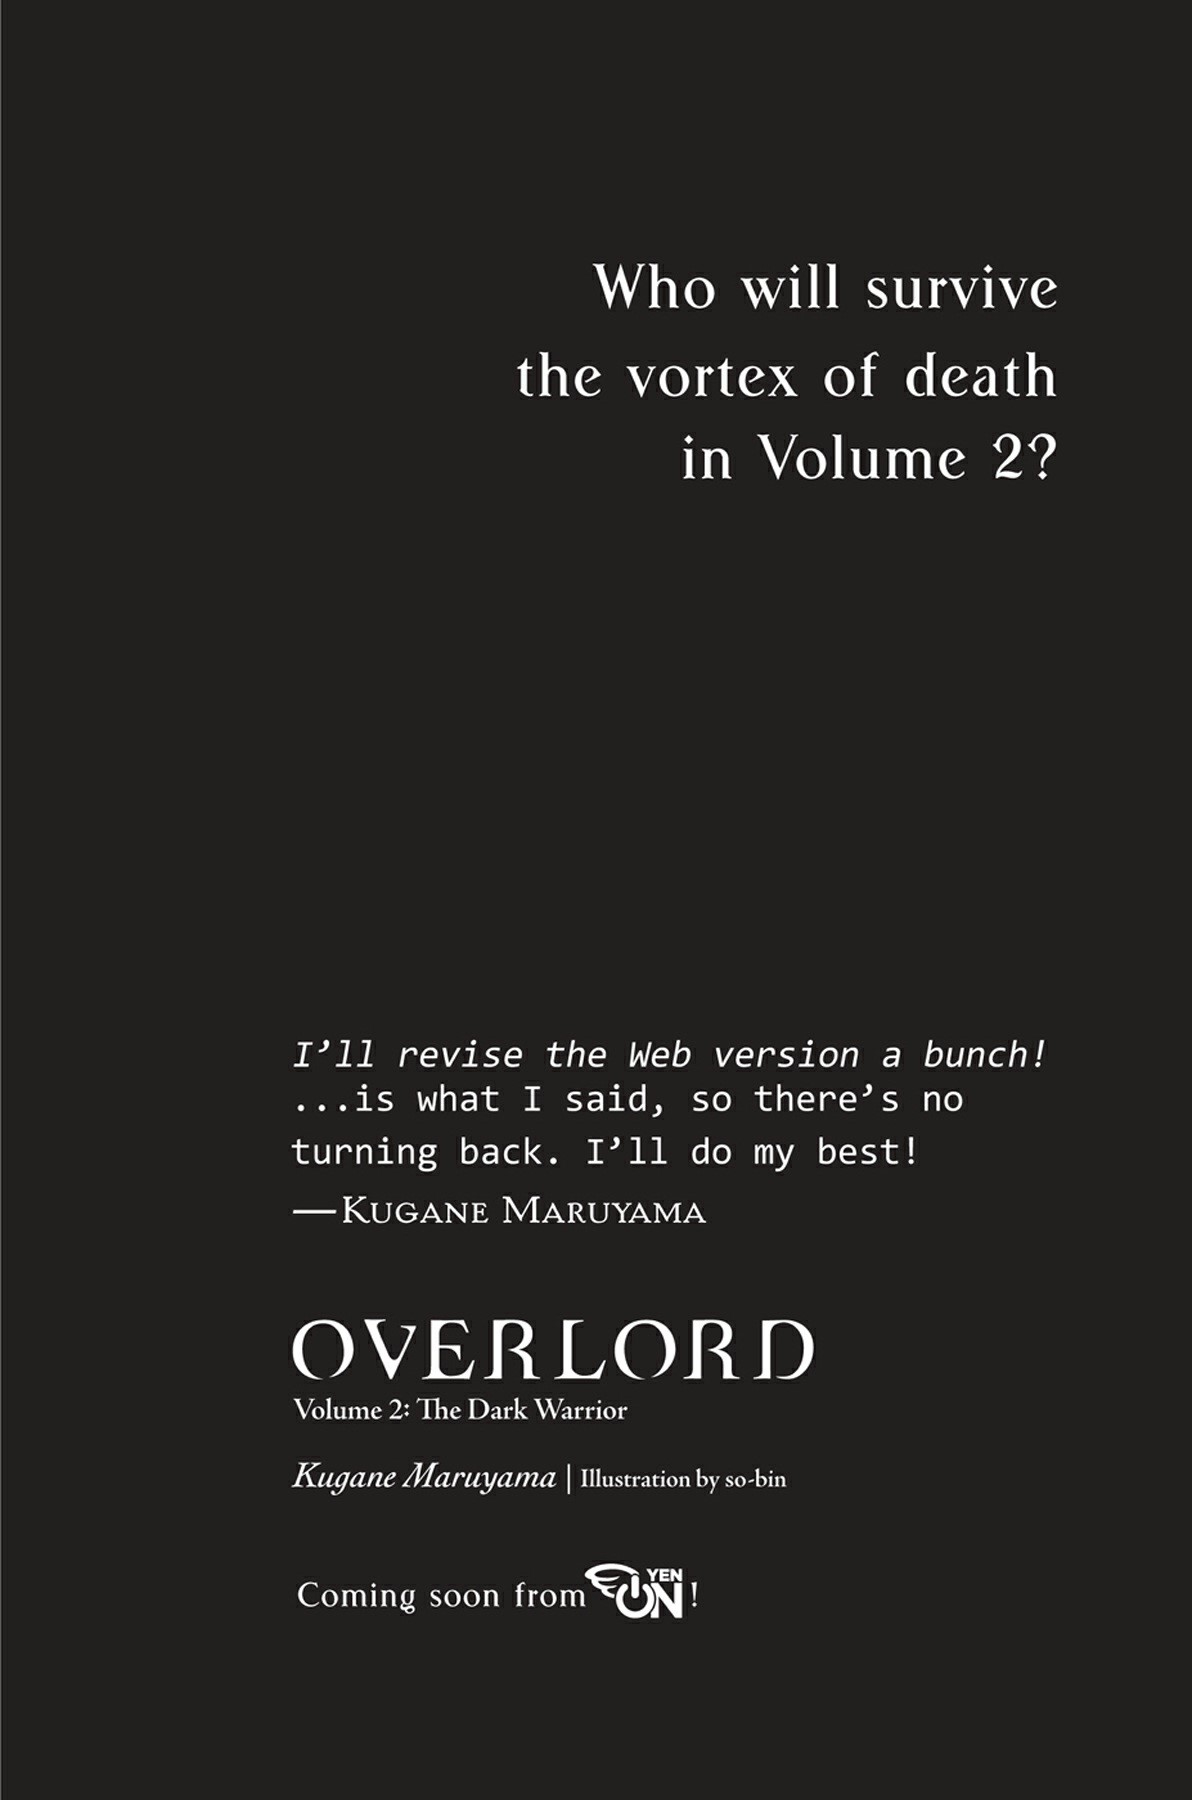 Who will survive
the vortex of death
in Volume 2?
I’ll revise the Web version a bunch!
...is what I said, so there’s no
turning back. I’ll do my best!
—Kugane Maruyama
OVERLORD
Volume 2: The Dark Warrior
Kugane Maruyama | Illustration by so-bin
Coming soon from YEN ON!